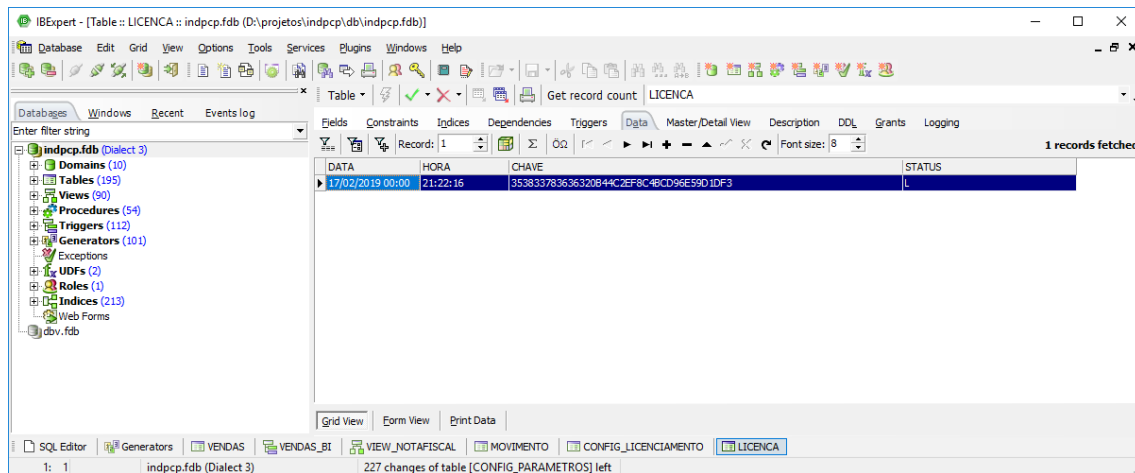 IBExpert - [Table :: LICENCA :: indpcp.fdb (D:\projetos\indpcp\db\indpcp.fdb)]
Database Edit Grid View Options Tools Services Plugins Windows Help
Table Get record count LICENCA
Databases Windows Recent Events log
Enter filter string
indpcp.fdb (Dialect 3)
Domains (10)
Tables (195)
Views (90)
Procedures (54)
Triggers (112)
Generators (101)
Exceptions
UDFs (2)
Roles (1)
Indices (213)
Web Forms
dbv.fdb
Fields Constraints Indices Dependencies Triggers Data Master/Detail View Description DDL Grants Logging
Record: 1 Σ ÖΩ Font size: 8 1 records fetched
DATA HORA CHAVE STATUS
17/02/2019 00:00 21:22:16 353833783636320B44C2EF8C4BCD96E59D1DF3 L
Grid View Form View Print Data
SQL Editor Generators VENDAS VENDAS_BI VIEW_NOTAFISCAL MOVIMENTO CONFIG_LICENCIAMENTO LICENCA
1: 1 indpcp.fdb (Dialect 3) 227 changes of table [CONFIG_PARAMETROS] left